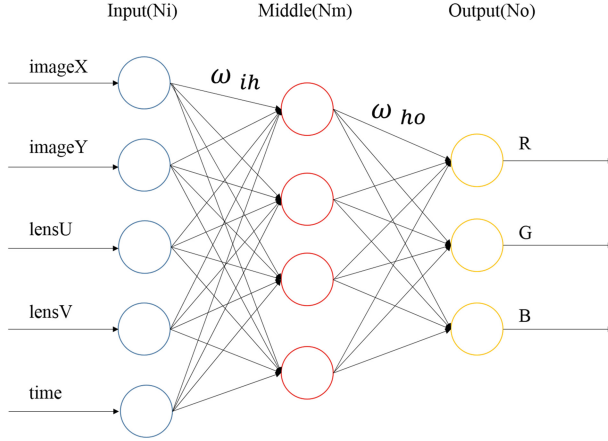 Input(Ni) Middle(Nm) Output(No)
imageX
ω ih
ω ho
imageY
R
lensU
G
lensV
B
time